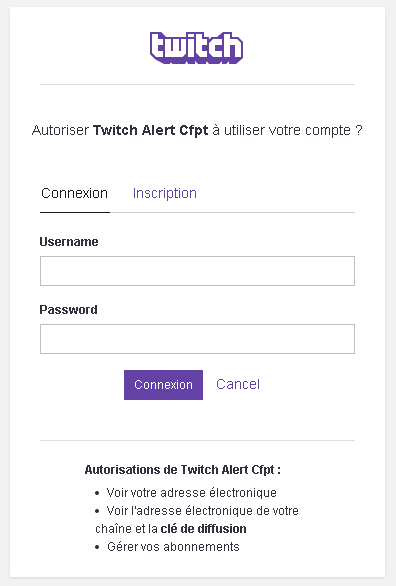 twitch
Autoriser Twitch Alert Cfpt à utiliser votre compte ?
Connexion Inscription
Username
Password
Connexion Cancel
Autorisations de Twitch Alert Cfpt :
• Voir votre adresse électronique
• Voir l'adresse électronique de votre
chaîne et la clé de diffusion
• Gérer vos abonnements